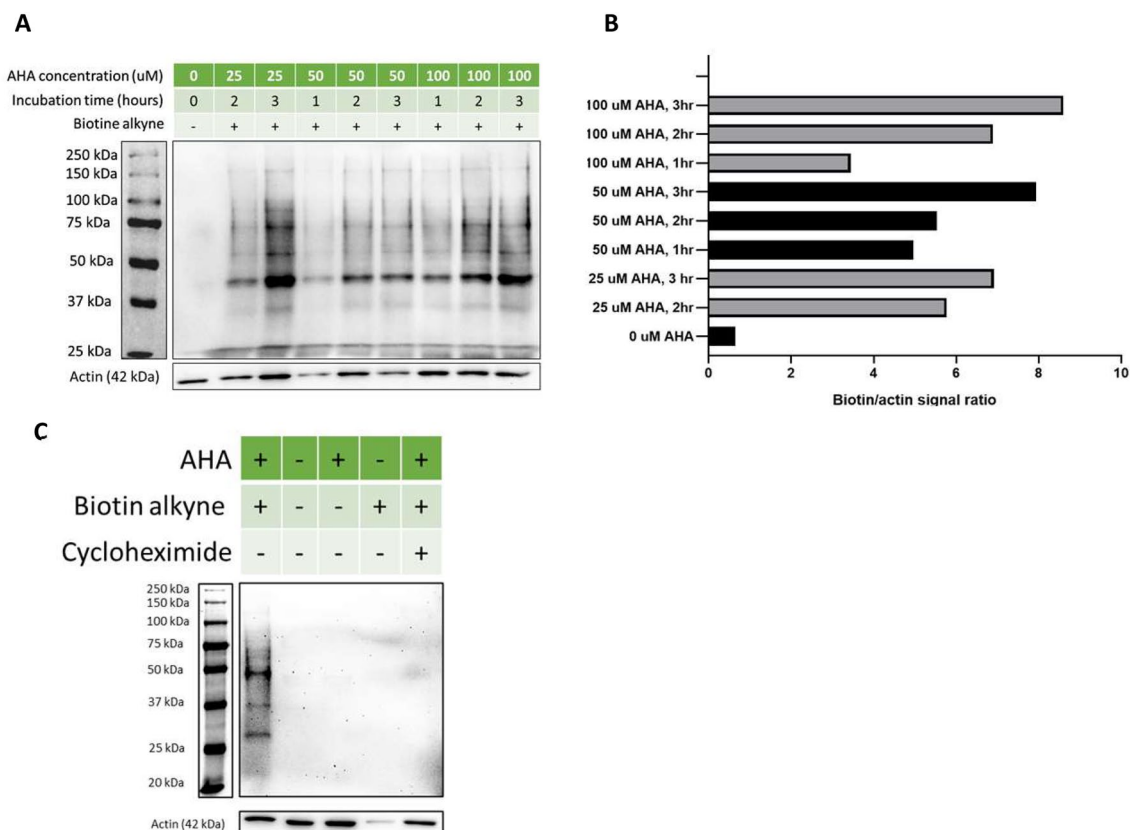 A
AHA concentration (uM) 0 25 25 50 50 50 100 100 100
Incubation time (hours) 0 2 3 1 2 3 1 2 3
Biotine alkyne - + + + + + + + +
250 kDa
150 kDa
100 kDa
75 kDa
50 kDa
37 kDa
25 kDa
Actin (42 kDa)
B
100 uM AHA, 3hr
100 uM AHA, 2hr
100 uM AHA, 1hr
50 uM AHA, 3hr
50 uM AHA, 2hr
50 uM AHA, 1hr
25 uM AHA, 3 hr
25 uM AHA, 2hr
0 uM AHA
0 2 4 6 8 10
Biotin/actin signal ratio
C
AHA + - + - +
Biotin alkyne + - - + +
Cycloheximide - - - - +
250 kDa
150 kDa
100 kDa
75 kDa
50 kDa
37 kDa
25 kDa
20 kDa
Actin (42 kDa)